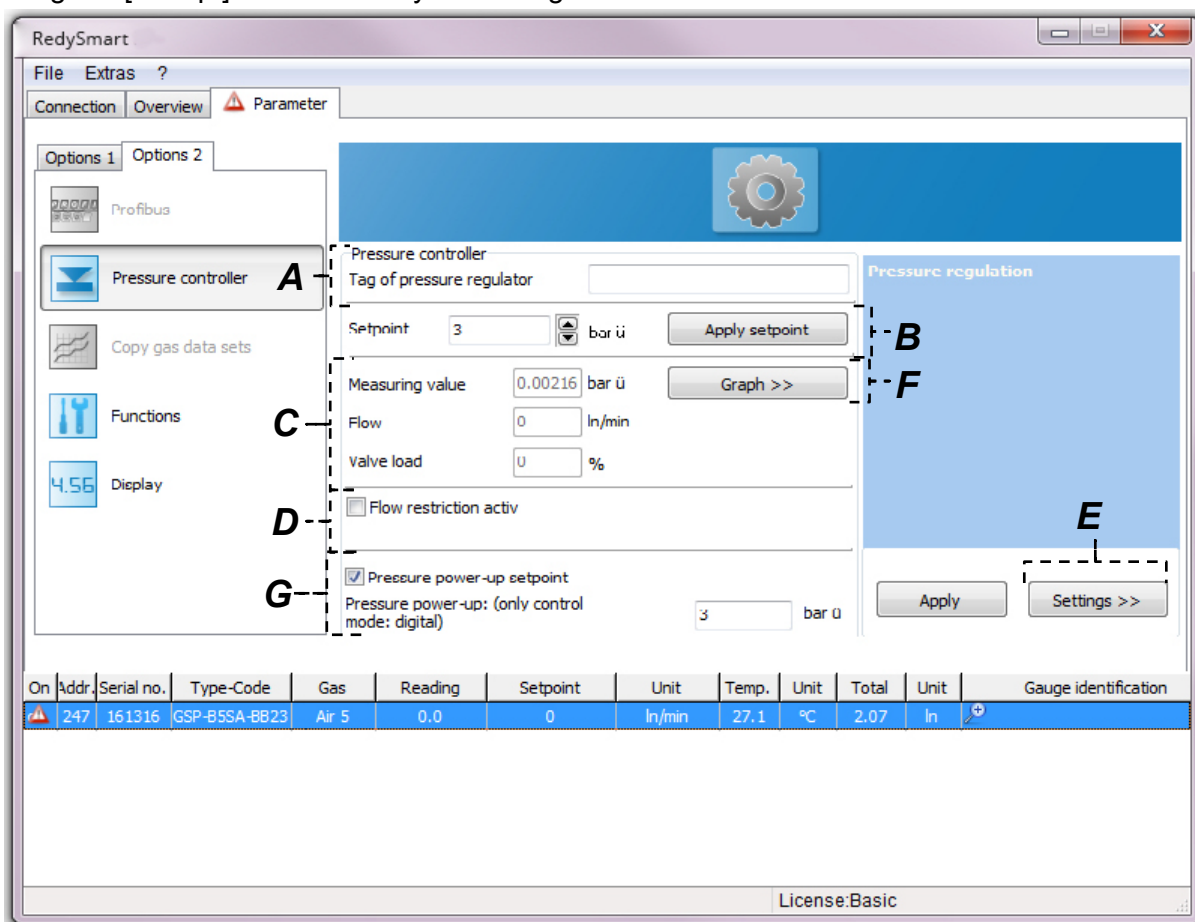 RedySmart
File Extras ?
Connection Overview Parameter
Options 1 Options 2
Profibus
Pressure controller
Copy gas data sets
Functions
4.56 Display
A
Pressure controller
Tag of pressure regulator
Pressure regulation
Setpoint 3 bar ü Apply setpoint
B
C
Measuring value 0.00216 bar ü Graph >>
F
Flow 0 ln/min
Valve load 0 %
D
Flow restriction activ
E
G
Pressure power-up setpoint
Pressure power-up: (only control
mode: digital) 3 bar ü
Apply Settings >>
On Addr. Serial no. Type-Code Gas Reading Setpoint Unit Temp. Unit Total Unit Gauge identification
247 161316 GSP-B5SA-BB23 Air 5 0.0 0 ln/min 27.1 °C 2.07 ln
License:Basic